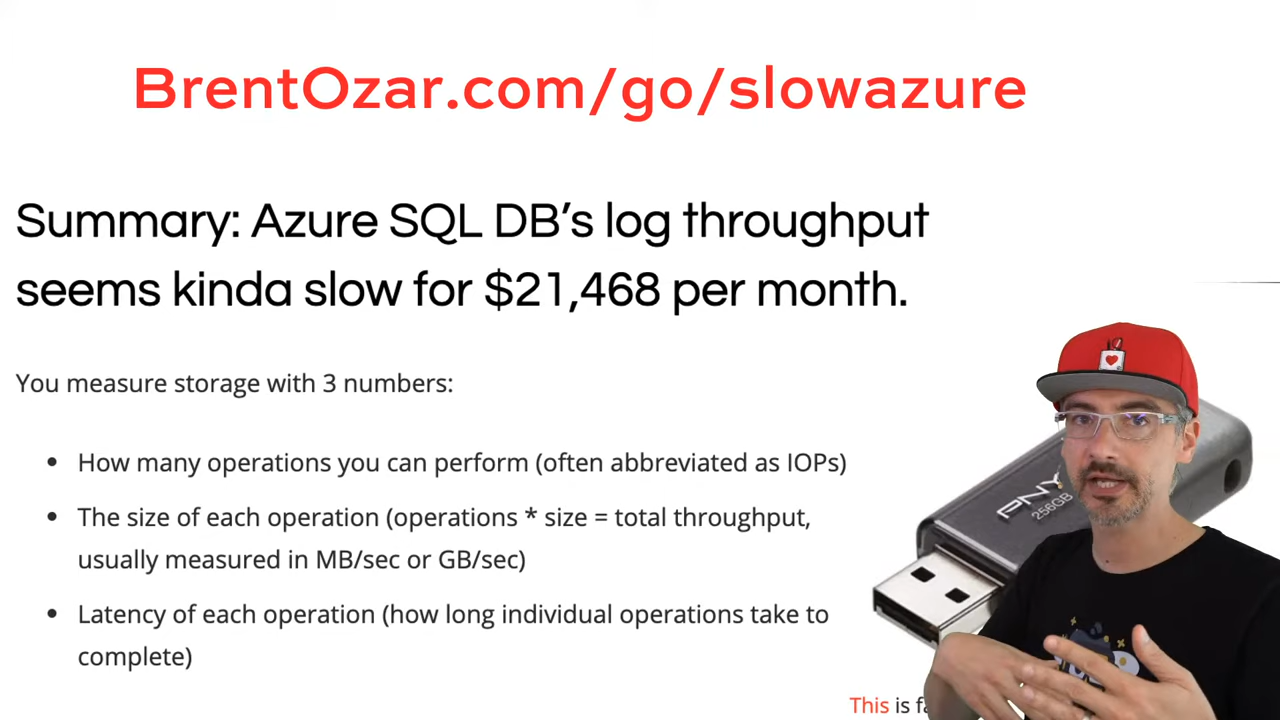 BrentOzar.com/go/slowazure
Summary: Azure SQL DB’s log throughput
seems kinda slow for $21,468 per month.
You measure storage with 3 numbers:
• How many operations you can perform (often abbreviated as IOPs)
• The size of each operation (operations * size = total throughput,
usually measured in MB/sec or GB/sec)
• Latency of each operation (how long individual operations take to
complete)
PNY
256GB
This is